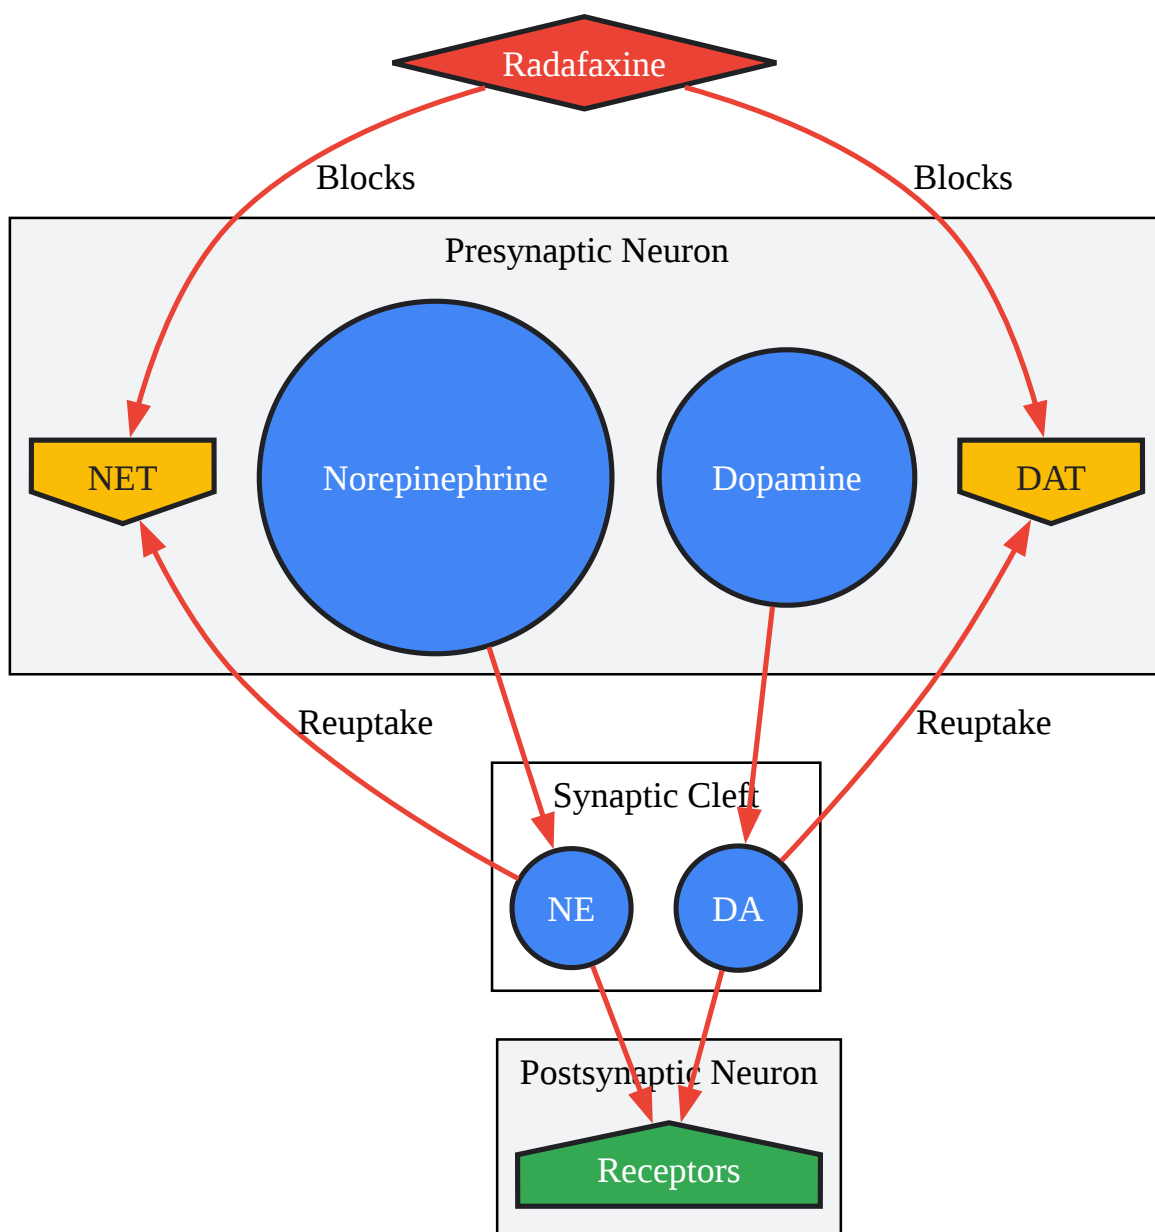 Radafaxine
Blocks
Blocks
Presynaptic Neuron
NET
Norepinephrine
Dopamine
DAT
Reuptake
Reuptake
Synaptic Cleft
NE
DA
Postsynaptic Neuron
Receptors